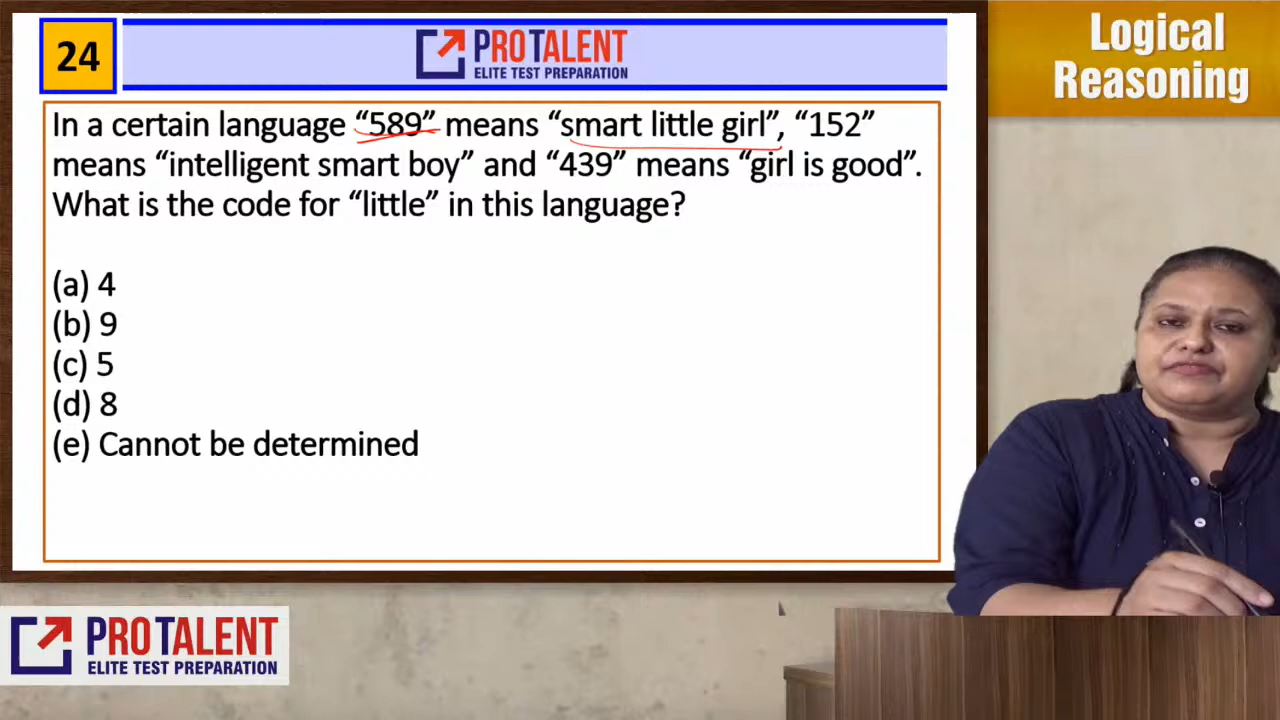 24
PROTALENT
ELITE TEST PREPARATION
Logical
Reasoning
In a certain language “589” means “smart little girl”, “152”
means “intelligent smart boy” and “439” means “girl is good”.
What is the code for “little” in this language?
(a) 4
(b) 9
(c) 5
(d) 8
(e) Cannot be determined
PROTALENT
ELITE TEST PREPARATION